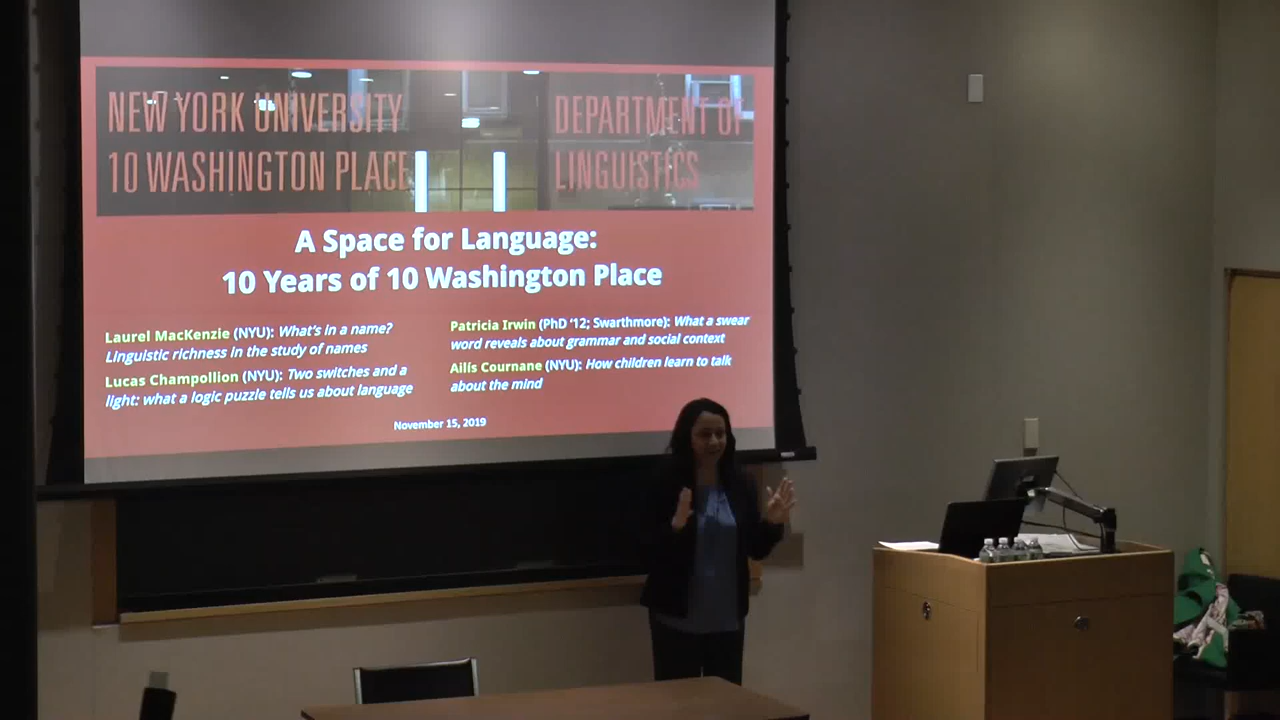 NEW YORK UNIVERSITY
10 WASHINGTON PLACE
DEPARTMENT OF
LINGUISTICS
A Space for Language:
10 Years of 10 Washington Place
Laurel MacKenzie (NYU): What's in a name?
Linguistic richness in the study of names
Lucas Champollion (NYU): Two switches and a
light: what a logic puzzle tells us about language
Patricia Irwin (PhD '12; Swarthmore): What a swear
word reveals about grammar and social context
Ailís Cournane (NYU): How children learn to talk
about the mind
November 15, 2019